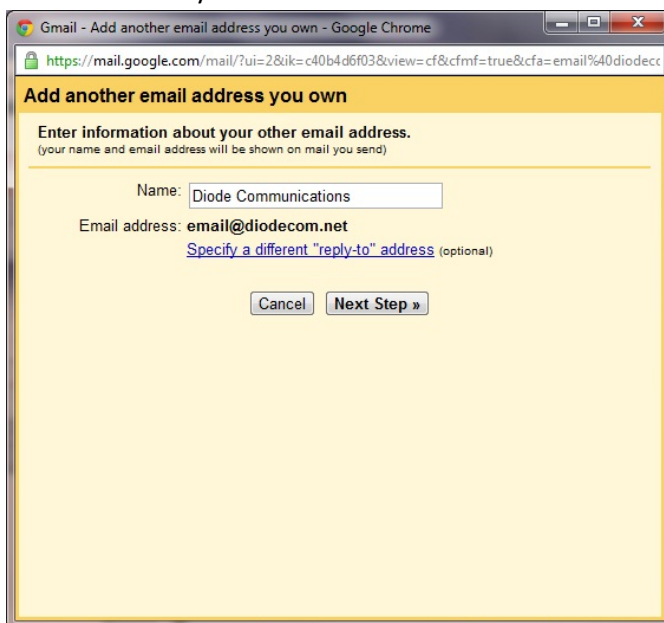 Gmail - Add another email address you own - Google Chrome
https://mail.google.com/mail/?ui=2&ik=c40b4d6f03&view=cf&cfmf=true&cfa=email%40diodecc
Add another email address you own
Enter information about your other email address.
(your name and email address will be shown on mail you send)
Name: Diode Communications
Email address: email@diodecom.net
Specify a different "reply-to" address (optional)
Cancel Next Step »